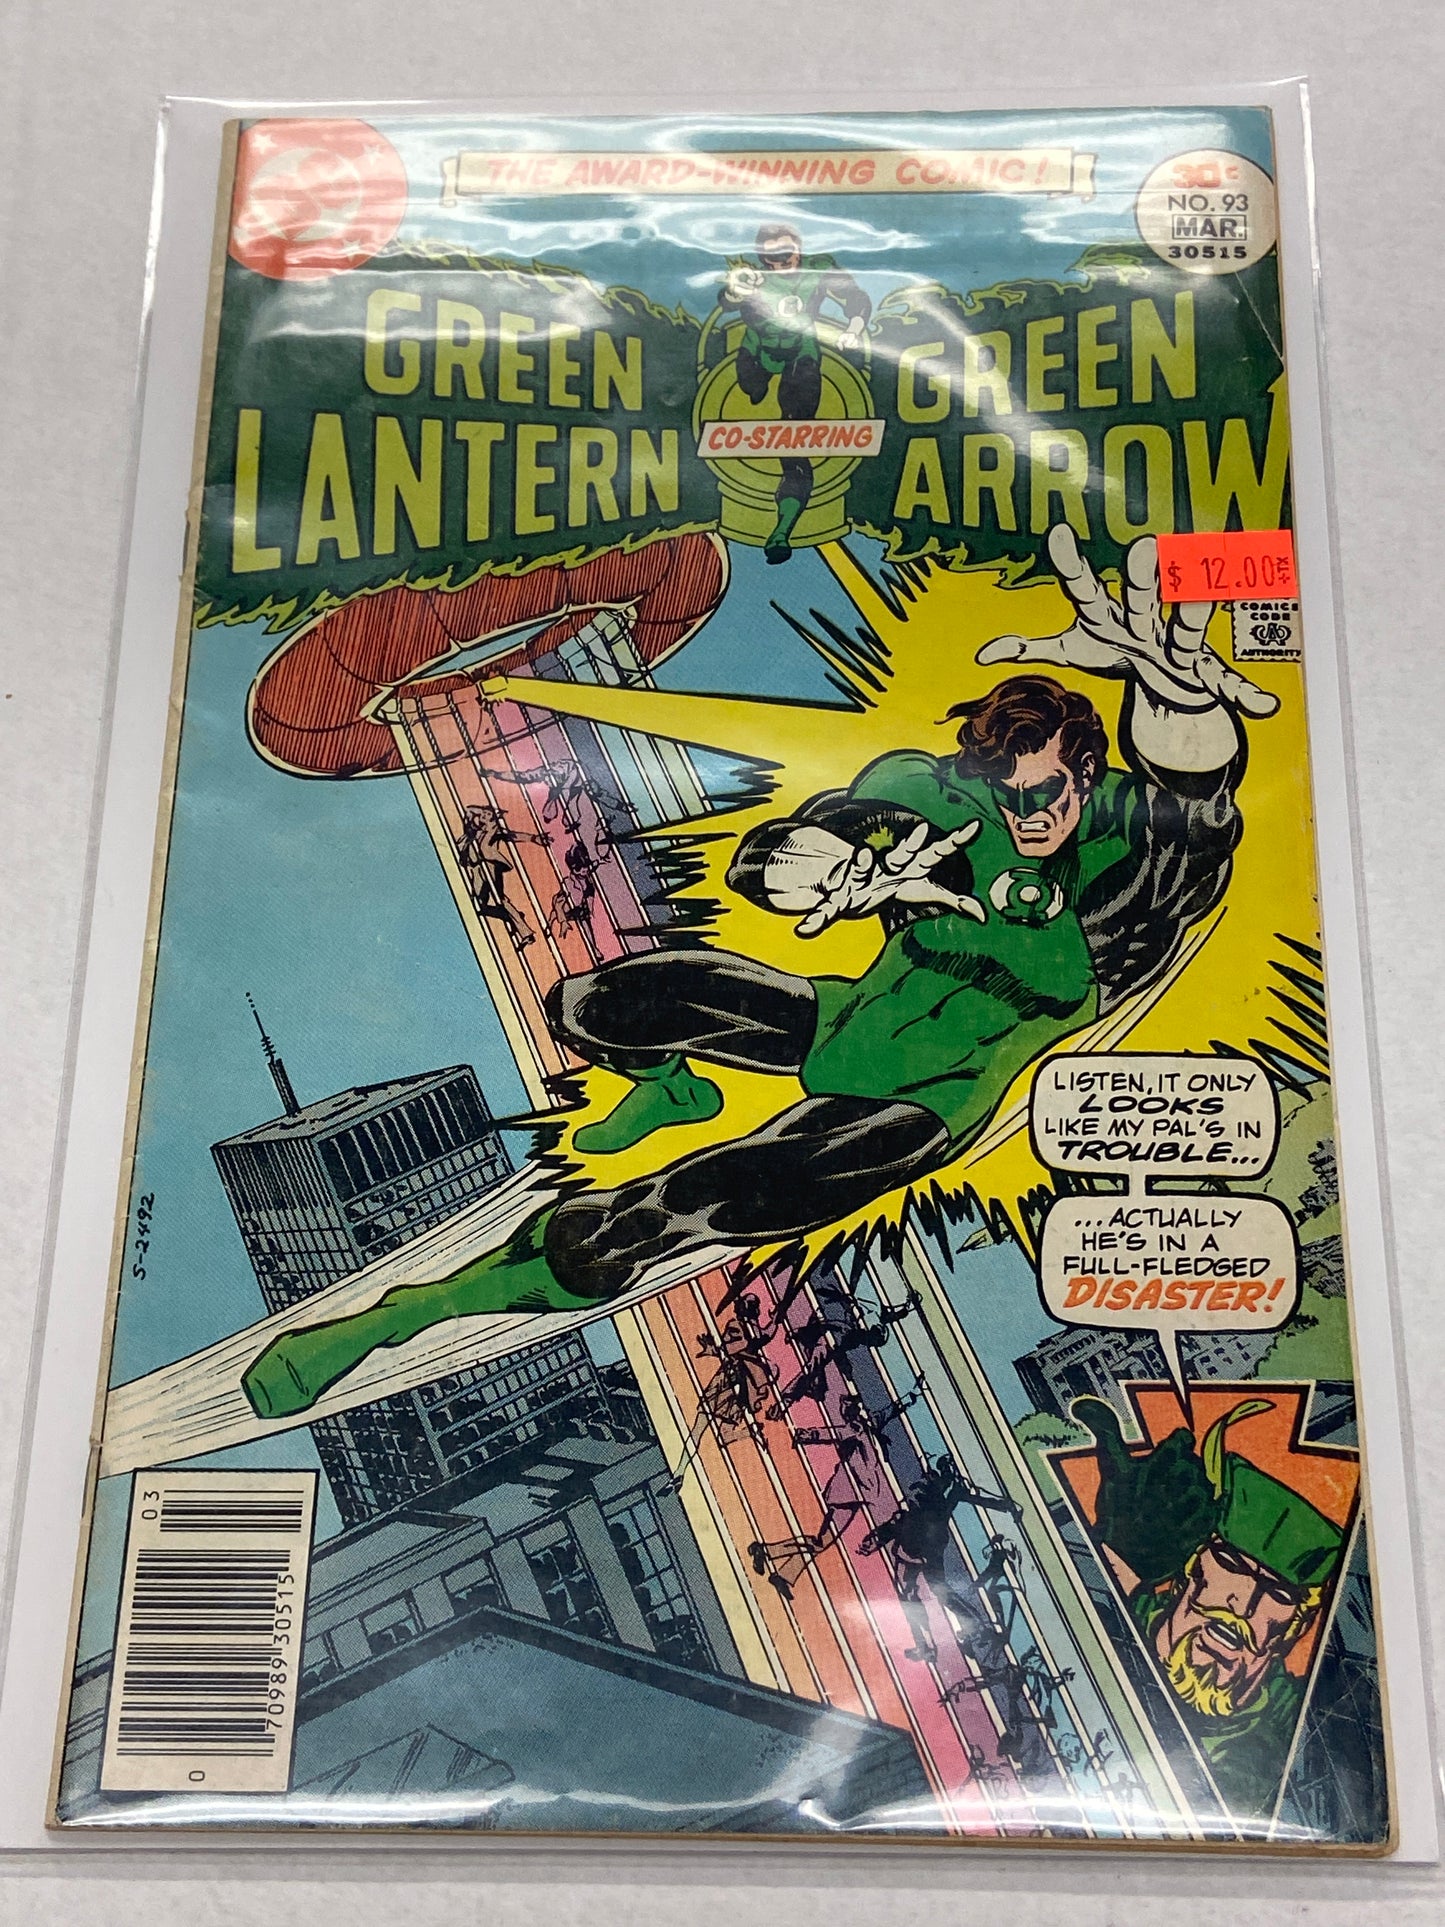 THE AWARD-WINNING COMIC!
30¢
NO. 93
MAR.
30515
GREEN
LANTERN
CO-STARRING
GREEN
ARROW
$ 12.00
COMICS
CODE
AUTHORITY
LISTEN, IT ONLY
LOOKS
LIKE MY PAL'S IN
TROUBLE...
...ACTUALLY
HE'S IN A
FULL-FLEDGED
DISASTER!
S-2492
03
70989 30515
0